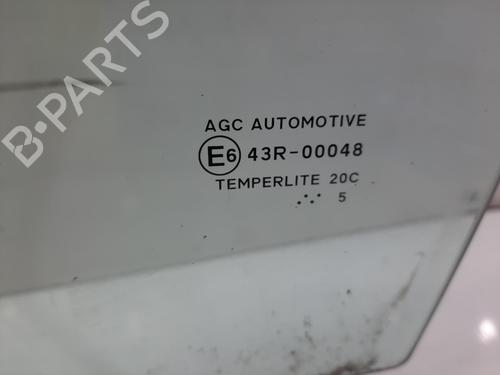 B-PARTS
AGC AUTOMOTIVE
E6 43R-00048
TEMPERLITE 20C
5